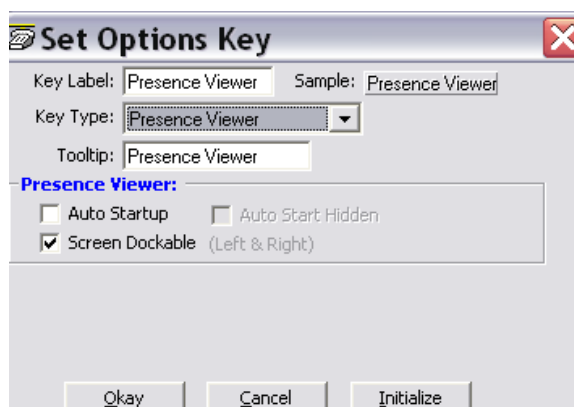 Set Options Key
Key Label: Presence Viewer Sample: Presence Viewer
Key Type: Presence Viewer
Tooltip: Presence Viewer
Presence Viewer:
Auto Startup Auto Start Hidden
Screen Dockable (Left & Right)
Okay Cancel Initialize